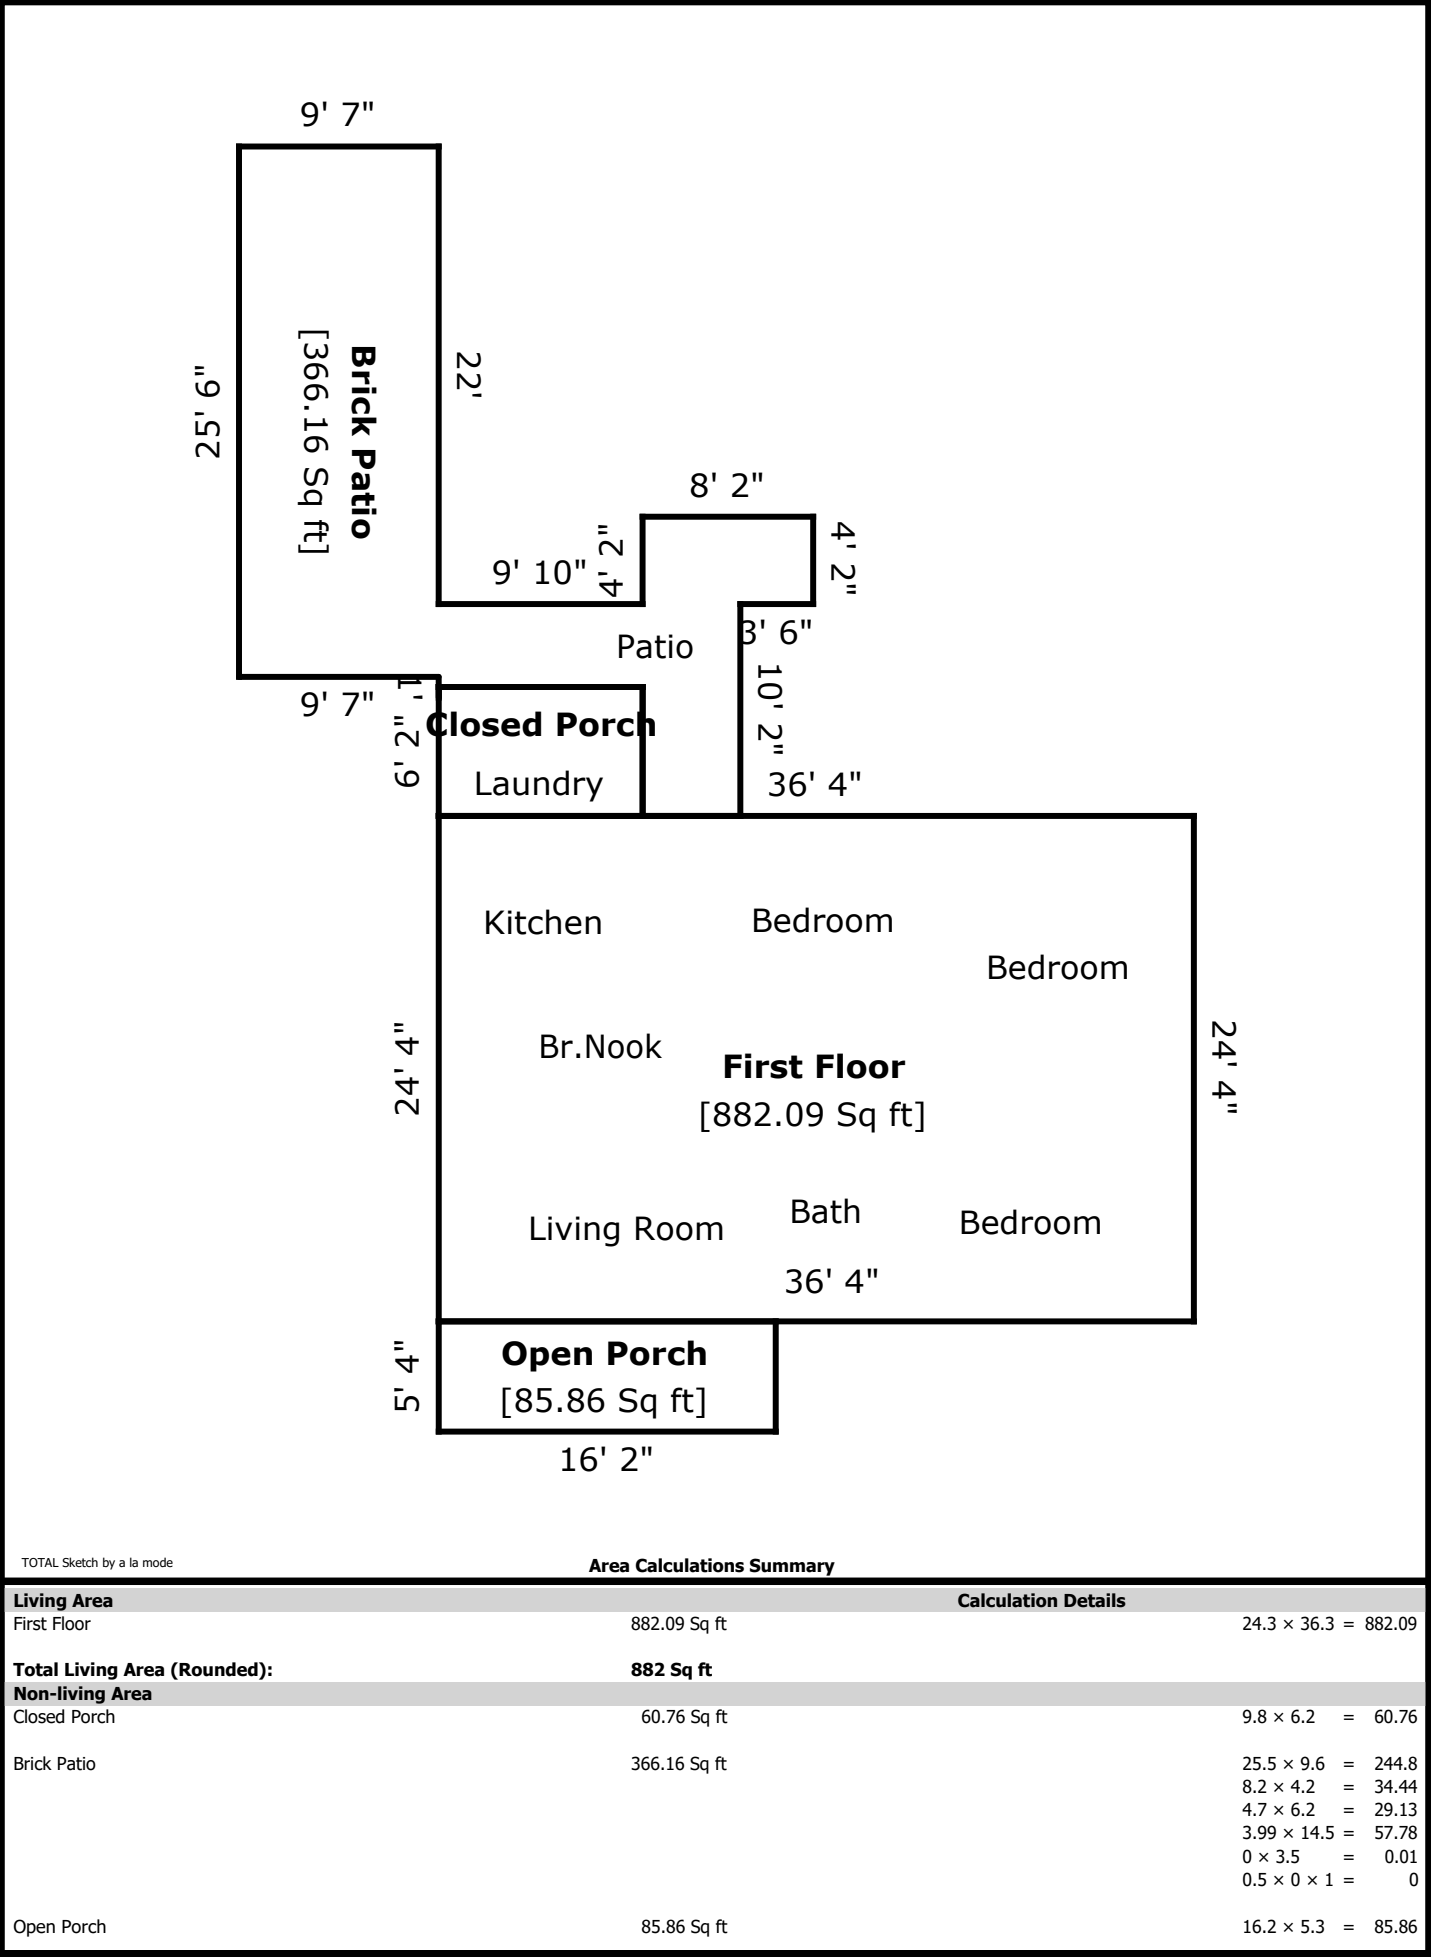 9' 7"
25' 6"
Brick Patio
[366.16 Sq ft]
22'
8' 2"
4' 2"
4' 2"
9' 10"
3' 6"
Patio
10' 2"
9' 7"
1'
6' 2"
Closed Porch
Laundry
36' 4"
Kitchen
Bedroom
Bedroom
Br.Nook
First Floor
[882.09 Sq ft]
24' 4"
24' 4"
Living Room
Bath
Bedroom
36' 4"
5' 4"
Open Porch
[85.86 Sq ft]
16' 2"
TOTAL Sketch by a la mode
Area Calculations Summary
Living Area Calculation Details
First Floor 882.09 Sq ft 24.3 × 36.3 = 882.09
Total Living Area (Rounded): 882 Sq ft
Non-living Area
Closed Porch 60.76 Sq ft 9.8 × 6.2 = 60.76
Brick Patio 366.16 Sq ft 25.5 × 9.6 = 244.8
8.2 × 4.2 = 34.44
4.7 × 6.2 = 29.13
3.99 × 14.5 = 57.78
0 × 3.5 = 0.01
0.5 × 0 × 1 = 0
Open Porch 85.86 Sq ft 16.2 × 5.3 = 85.86